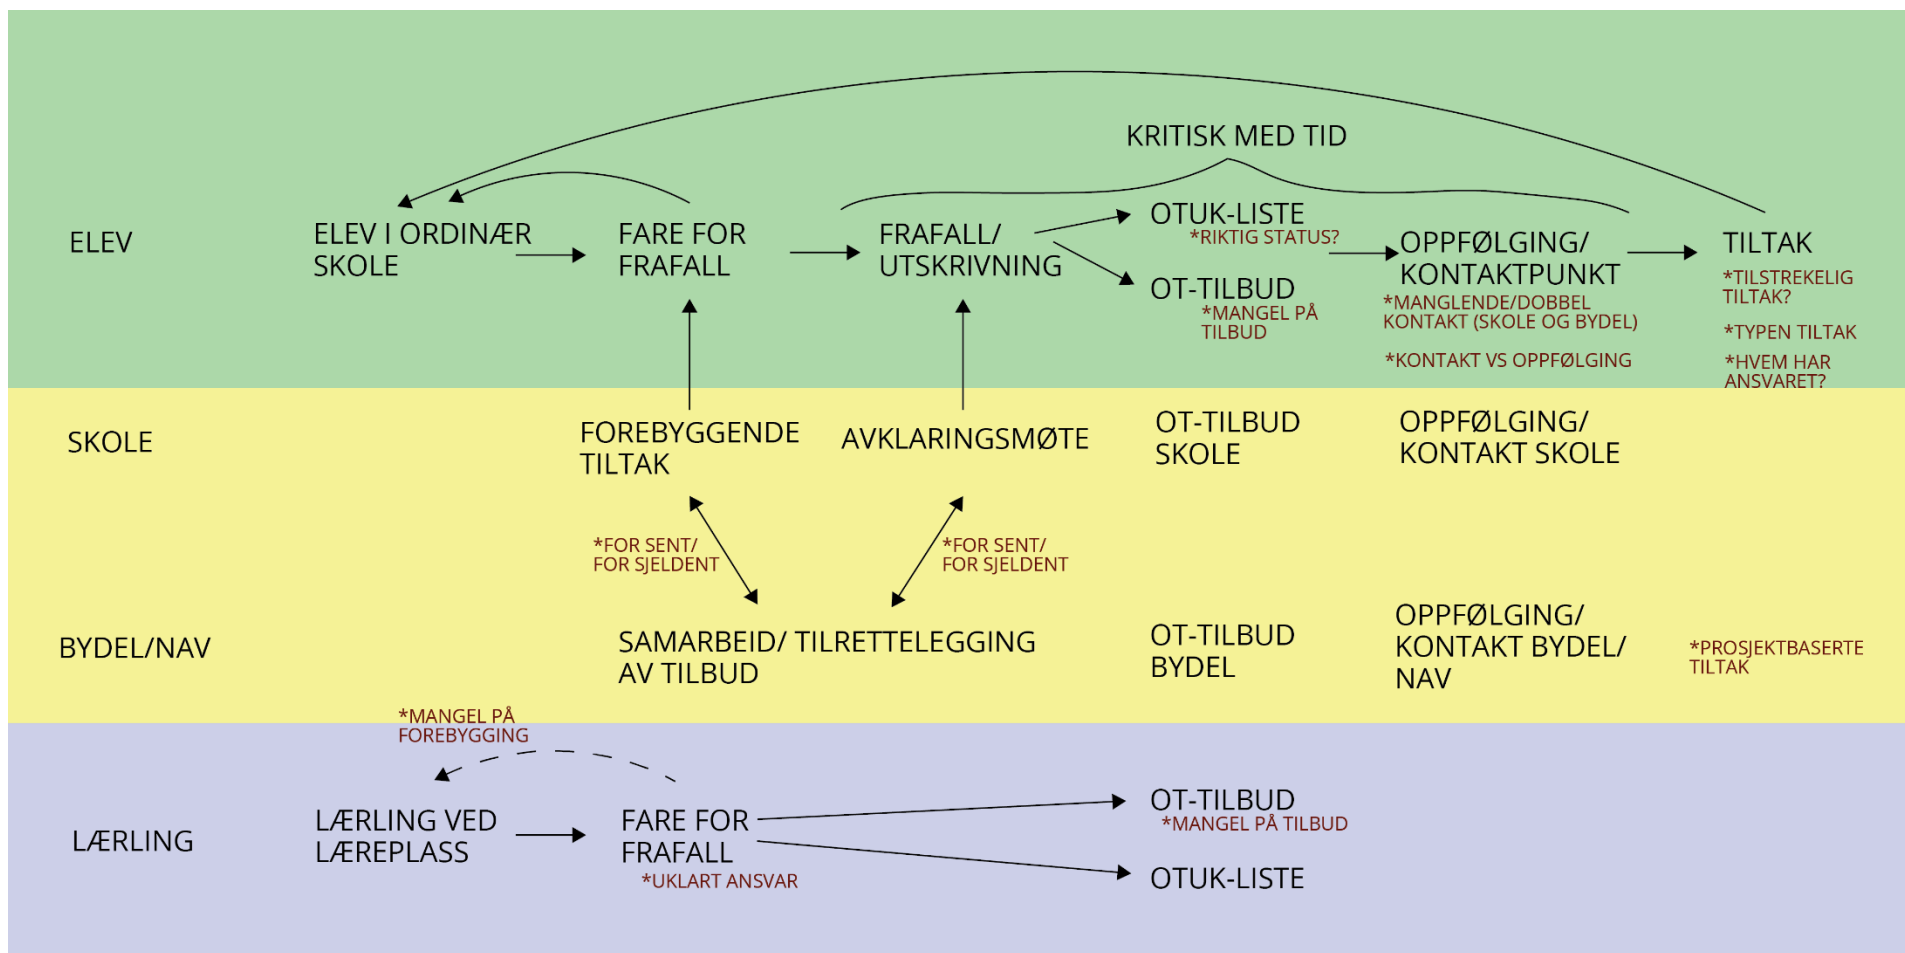 KRITISK MED TID
ELEV
ELEV I ORDINÆR
SKOLE
FARE FOR
FRAFALL
FRAFALL/
UTSKRIVNING
OTUK-LISTE
*RIKTIG STATUS?
OT-TILBUD
*MANGEL PÅ
TILBUD
OPPFØLGING/
KONTAKTPUNKT
*MANGLENDE/DOBBEL
KONTAKT (SKOLE OG BYDEL)
*KONTAKT VS OPPFØLGING
TILTAK
*TILSTREKELIG
TILTAK?
*TYPEN TILTAK
*HVEM HAR
ANSVARET?
SKOLE
FOREBYGGENDE
TILTAK
AVKLARINGSMØTE
OT-TILBUD
SKOLE
OPPFØLGING/
KONTAKT SKOLE
*FOR SENT/
FOR SJELDENT
*FOR SENT/
FOR SJELDENT
BYDEL/NAV
SAMARBEID/ TILRETTELEGGING
AV TILBUD
OT-TILBUD
BYDEL
OPPFØLGING/
KONTAKT BYDEL/
NAV
*PROSJEKTBASERTE
TILTAK
*MANGEL PÅ
FOREBYGGING
LÆRLING
LÆRLING VED
LÆREPLASS
FARE FOR
FRAFALL
*UKLART ANSVAR
OT-TILBUD
*MANGEL PÅ TILBUD
OTUK-LISTE